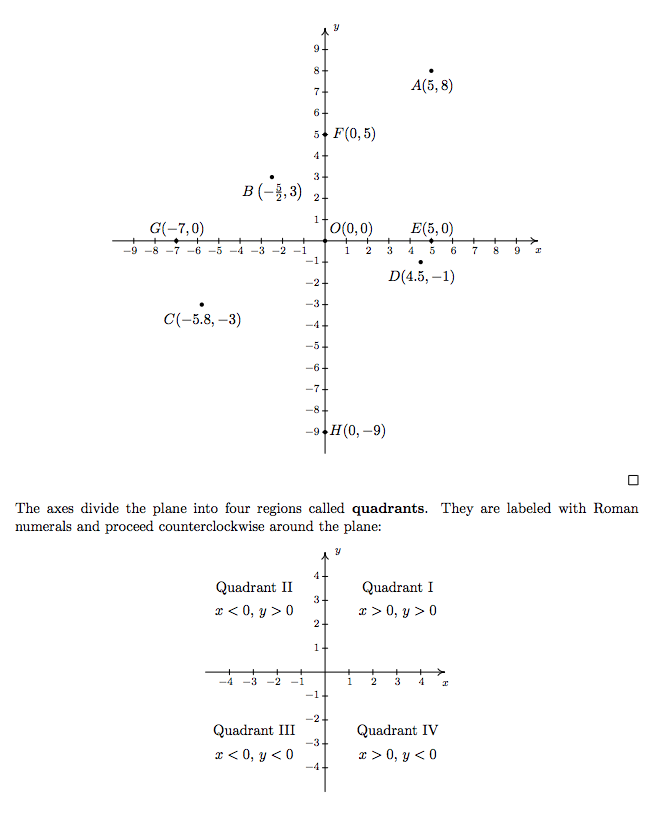 y
9
8
A(5, 8)
7
6
5 F(0, 5)
4
3
B (−5/2, 3)
2
1
G(−7, 0) O(0, 0) E(5, 0)
−9 −8 −7 −6 −5 −4 −3 −2 −1 1 2 3 4 5 6 7 8 9 x
−1
D(4.5, −1)
−2
−3
C(−5.8, −3)
−4
−5
−6
−7
−8
−9 H(0, −9)
The axes divide the plane into four regions called quadrants. They are labeled with Roman
numerals and proceed counterclockwise around the plane:
y
4
Quadrant II Quadrant I
3
x < 0, y > 0 x > 0, y > 0
2
1
−4 −3 −2 −1 1 2 3 4 x
−1
−2
Quadrant III Quadrant IV
−3
x < 0, y < 0 x > 0, y < 0
−4